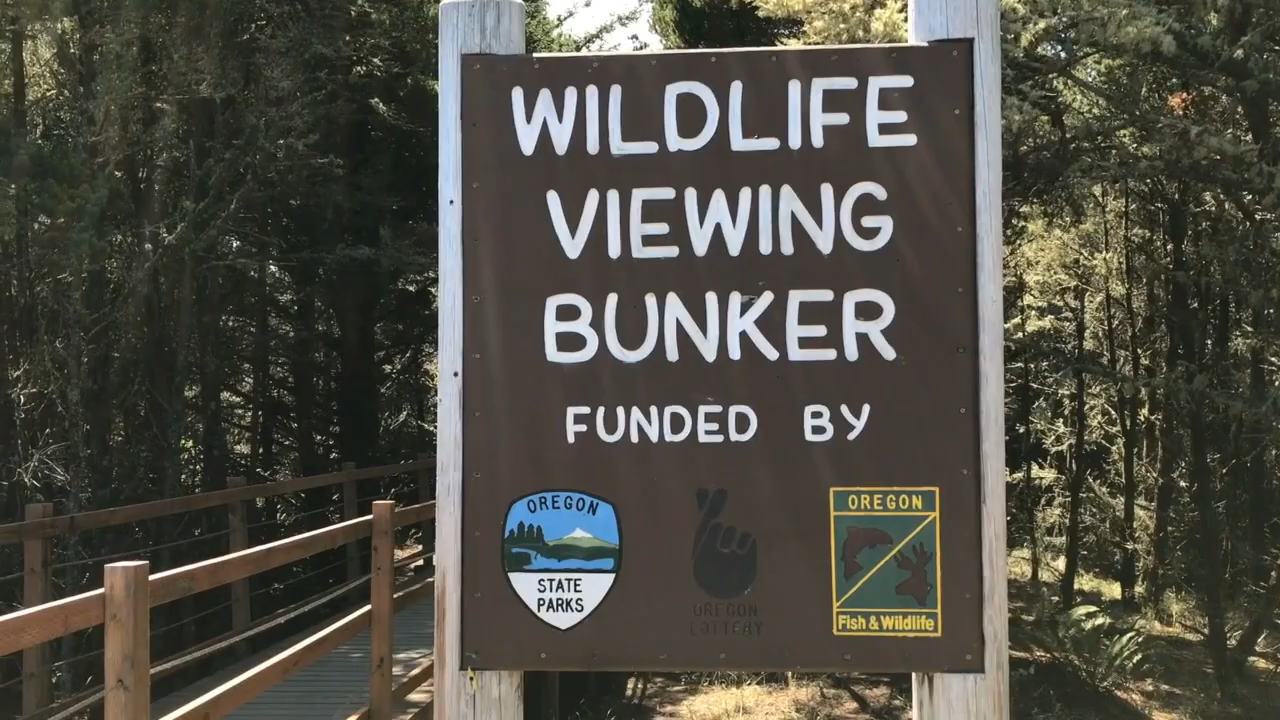 WILDLIFE
VIEWING
BUNKER
FUNDED BY
OREGON
STATE
PARKS
OREGON
LOTTERY
OREGON
Fish & Wildlife